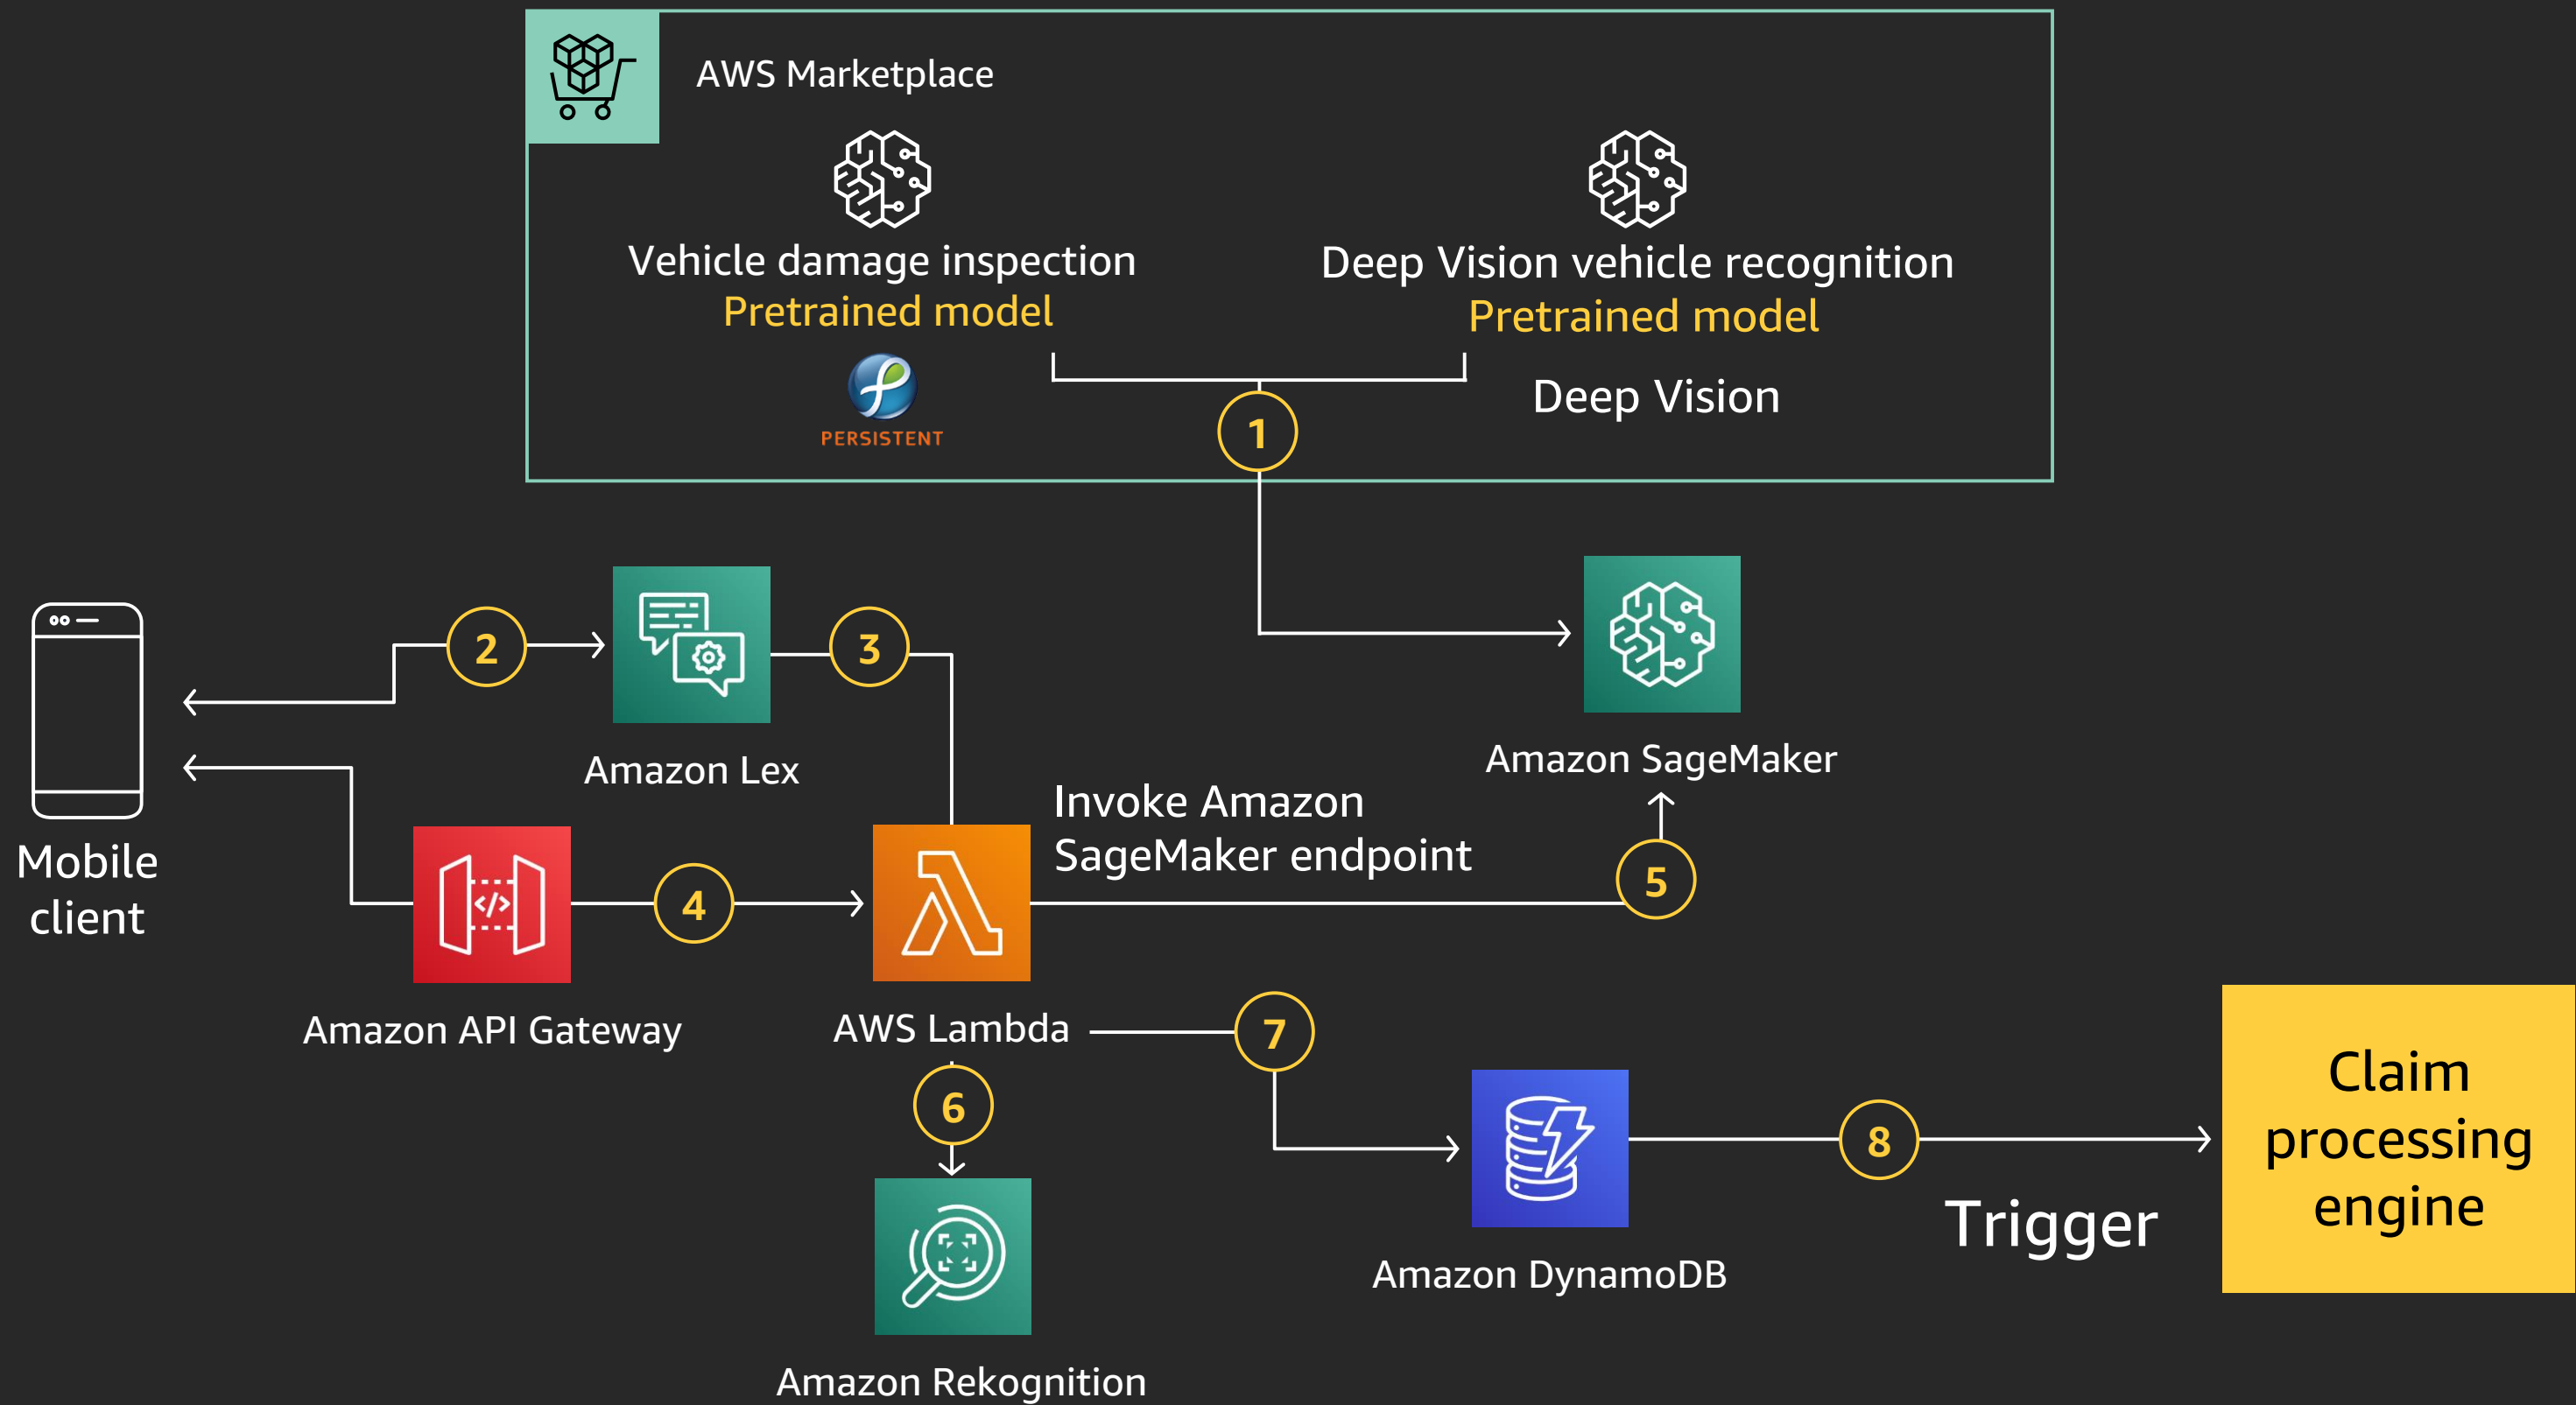 AWS Marketplace
Vehicle damage inspection
Pretrained model
PERSISTENT
Deep Vision vehicle recognition
Pretrained model
Deep Vision
1
2
3
Amazon Lex
Amazon SageMaker
Mobile
client
Invoke Amazon
SageMaker endpoint
4
5
Amazon API Gateway
AWS Lambda
6
7
Amazon Rekognition
Amazon DynamoDB
8
Trigger
Claim
processing
engine